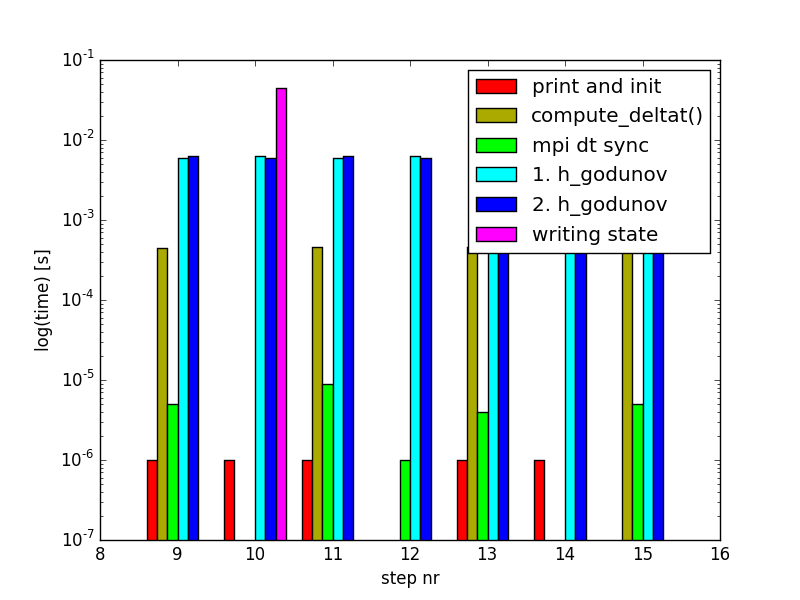 10^-1
10^-2
10^-3
10^-4
10^-5
10^-6
10^-7
log(time) [s]
print and init
compute_deltat()
mpi dt sync
1. h_godunov
2. h_godunov
writing state
8 9 10 11 12 13 14 15 16
step nr